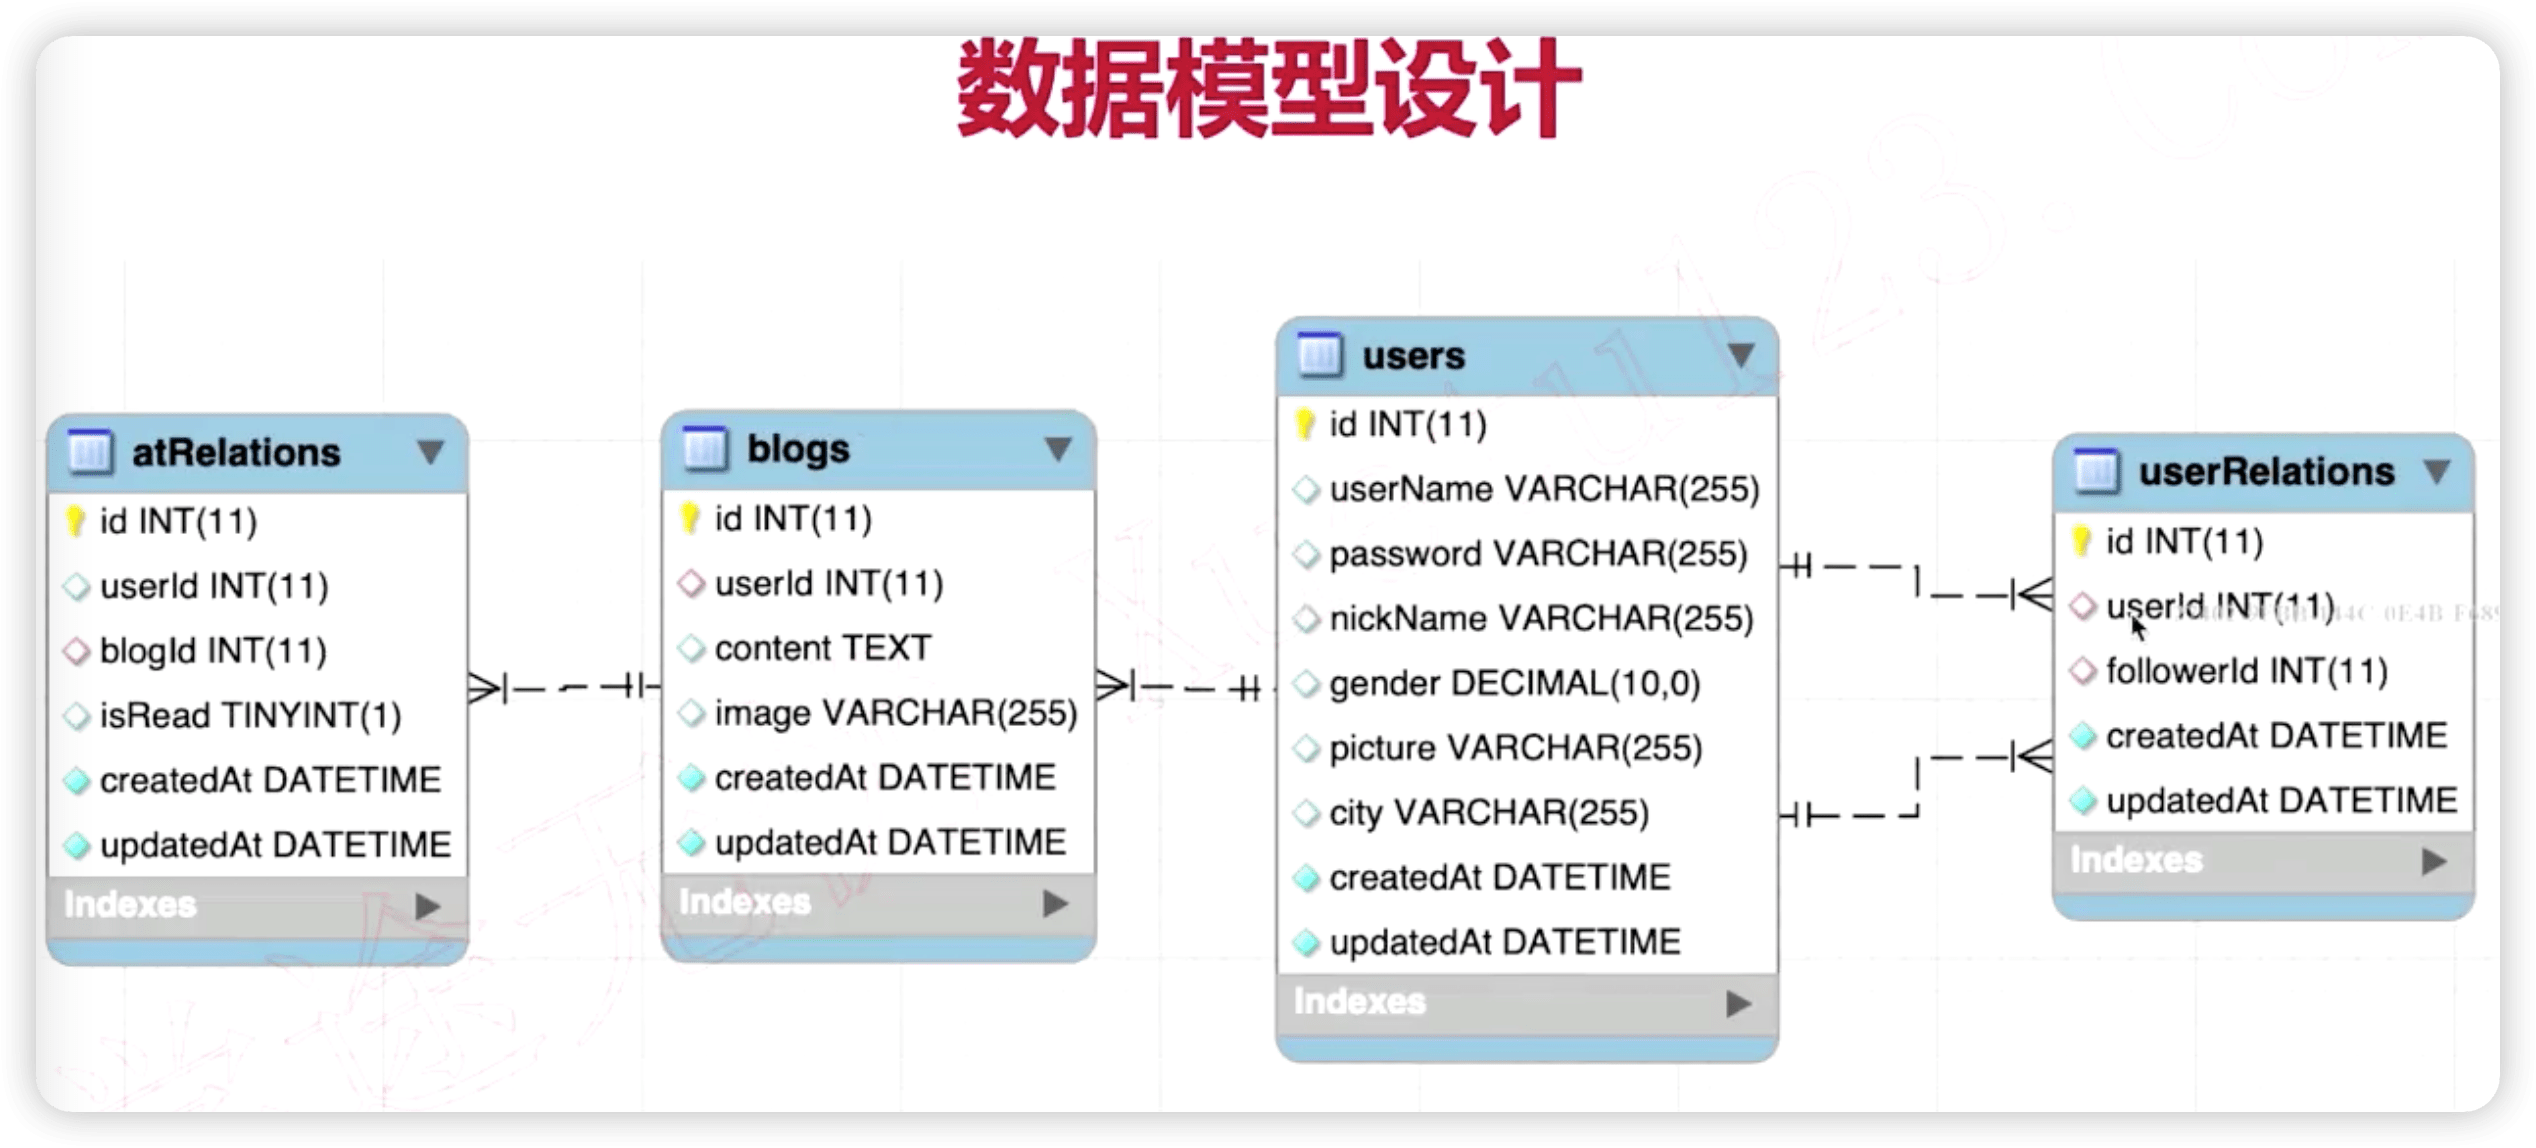 数据模型设计
atRelations
id INT(11)
userId INT(11)
blogId INT(11)
isRead TINYINT(1)
createdAt DATETIME
updatedAt DATETIME
Indexes
blogs
id INT(11)
userId INT(11)
content TEXT
image VARCHAR(255)
createdAt DATETIME
updatedAt DATETIME
Indexes
users
id INT(11)
userName VARCHAR(255)
password VARCHAR(255)
nickName VARCHAR(255)
gender DECIMAL(10,0)
picture VARCHAR(255)
city VARCHAR(255)
createdAt DATETIME
updatedAt DATETIME
Indexes
userRelations
id INT(11)
userId INT(11)
followerId INT(11)
createdAt DATETIME
updatedAt DATETIME
Indexes